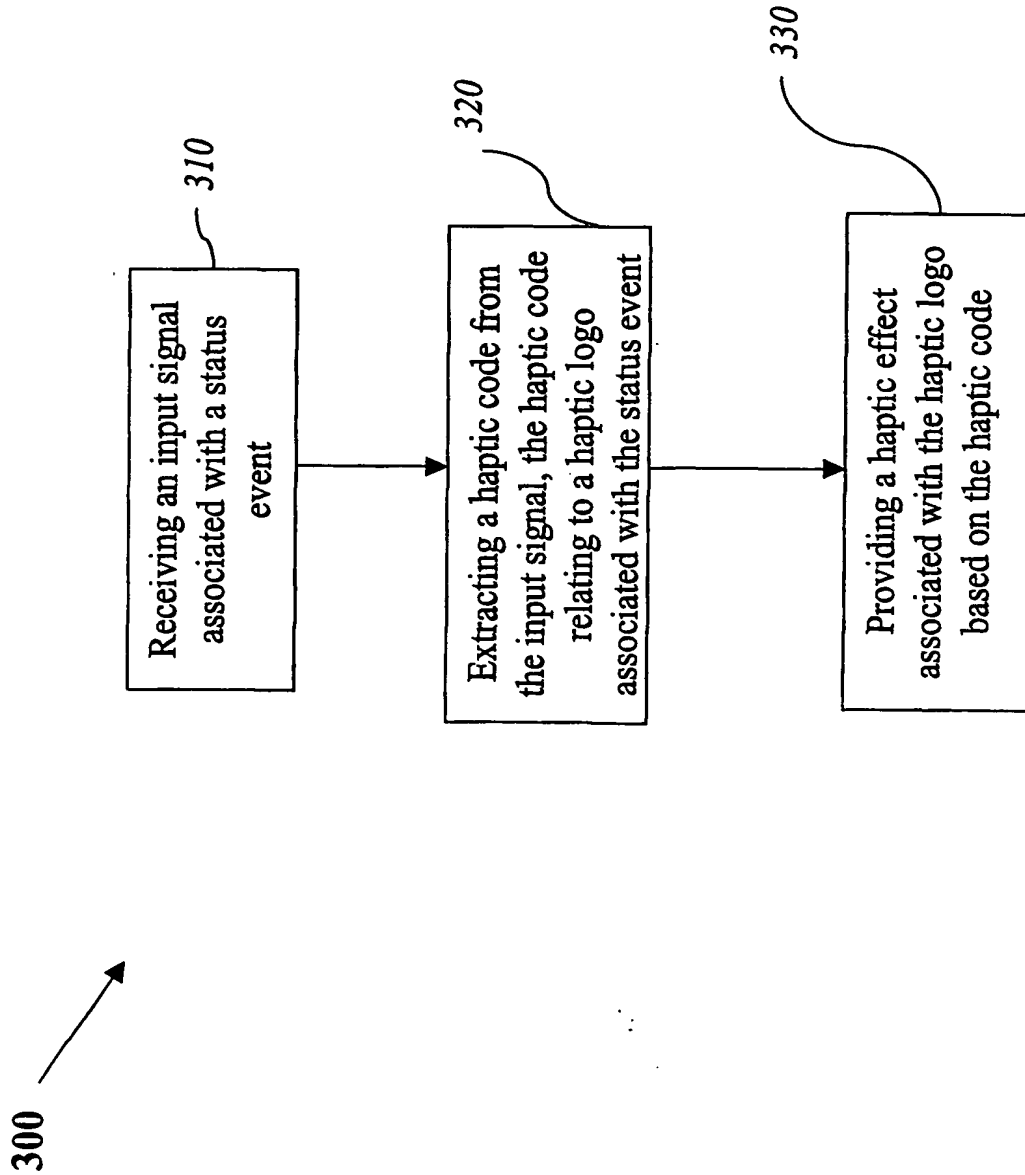 300
Receiving an input signal
associated with a status
event
310
Extracting a haptic code from
the input signal, the haptic code
relating to a haptic logo
associated with the status event
320
Providing a haptic effect
associated with the haptic logo
based on the haptic code
330